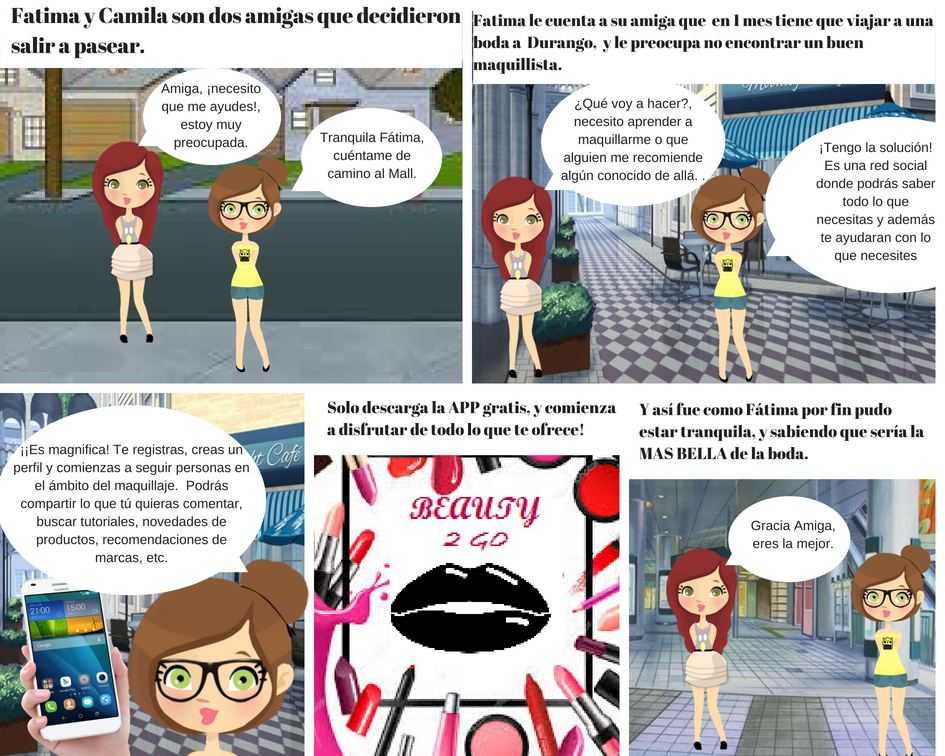 Fatima y Camila son dos amigas que decidieron
salir a pasear.
Amiga, ¡necesito
que me ayudes!,
estoy muy
preocupada.
Tranquila Fátima,
cuéntame de
camino al Mall.
Fatima le cuenta a su amiga que en 1 mes tiene que viajar a una
boda a Durango, y le preocupa no encontrar un buen
maquillista.
¿Qué voy a hacer?,
necesito aprender a
maquillarme o que
alguien me recomiende
algún conocido de allá. .
¡Tengo la solución!
Es una red social
donde podrás saber
todo lo que
necesitas y además
te ayudaran con lo
que necesites
¡¡Es magnifica! Te registras, creas un
perfil y comienzas a seguir personas en
el ámbito del maquillaje. Podrás
compartir lo que tú quieras comentar,
buscar tutoriales, novedades de
productos, recomendaciones de
marcas, etc.
Café
HUAWEI
21:00
15:00
Google
Solo descarga la APP gratis, y comienza
a disfrutar de todo lo que te ofrece!
BEAUTY
2 GO
Y así fue como Fátima por fin pudo
estar tranquila, y sabiendo que sería la
MAS BELLA de la boda.
Gracia Amiga,
eres la mejor.